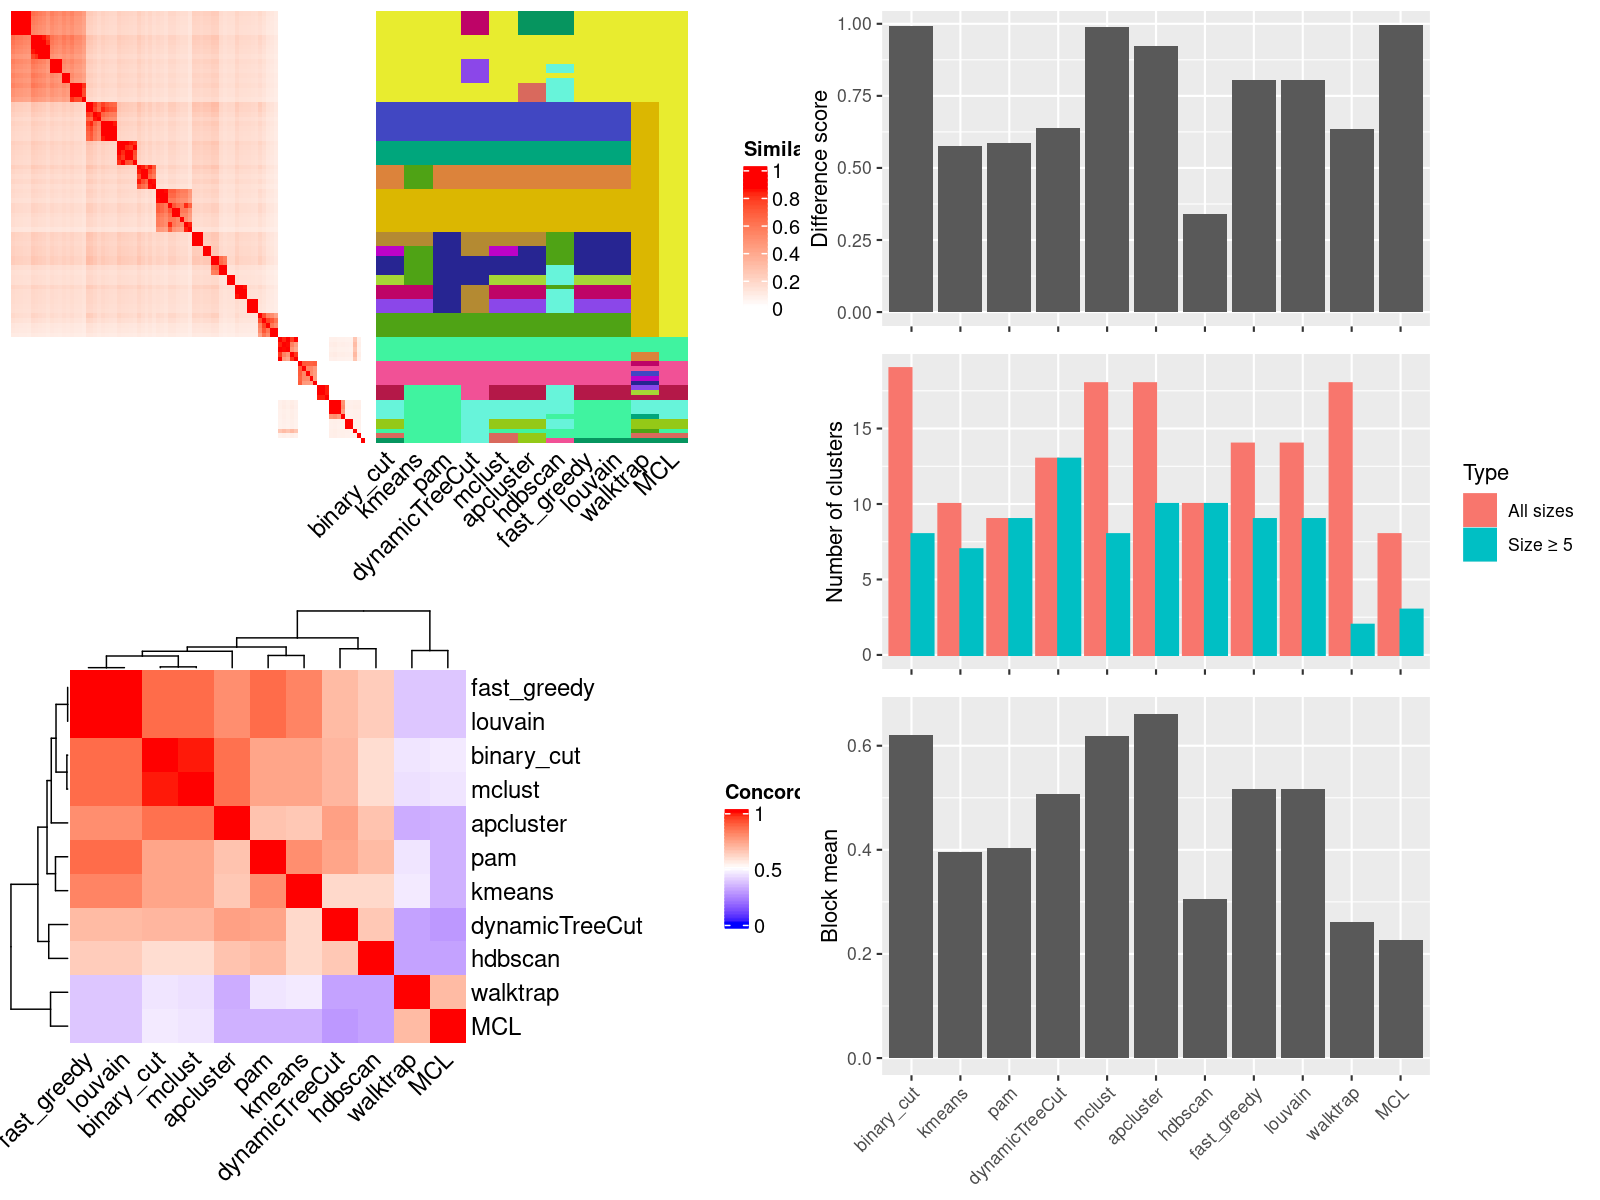 Simila
1
0.8
0.6
0.4
0.2
0
binary_cut
kmeans
pam
dynamicTreeCut
mclust
apcluster
hdbscan
fast_greedy
louvain
walktrap
MCL
fast_greedy
louvain
binary_cut
mclust
apcluster
pam
kmeans
dynamicTreeCut
hdbscan
walktrap
MCL
fast_greedy
louvain
binary_cut
mclust
apcluster
pam
kmeans
dynamicTreeCut
hdbscan
walktrap
MCL
Concord
1
0.5
0
Difference score
1.00
0.75
0.50
0.25
0.00
Number of clusters
15
10
5
0
Type
All sizes
Size ≥ 5
Block mean
0.6
0.4
0.2
0.0
binary_cut
kmeans
pam
dynamicTreeCut
mclust
apcluster
hdbscan
fast_greedy
louvain
walktrap
MCL